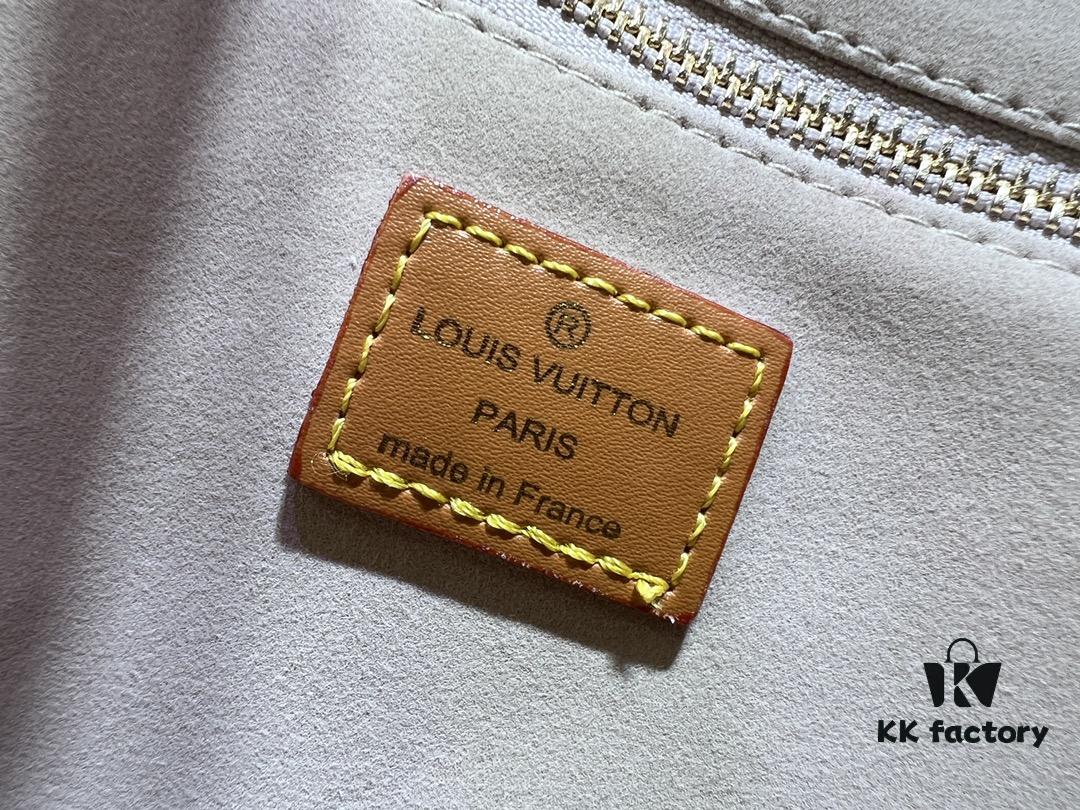 ®
LOUIS VUITTON
PARIS
made in France
K
KK factory